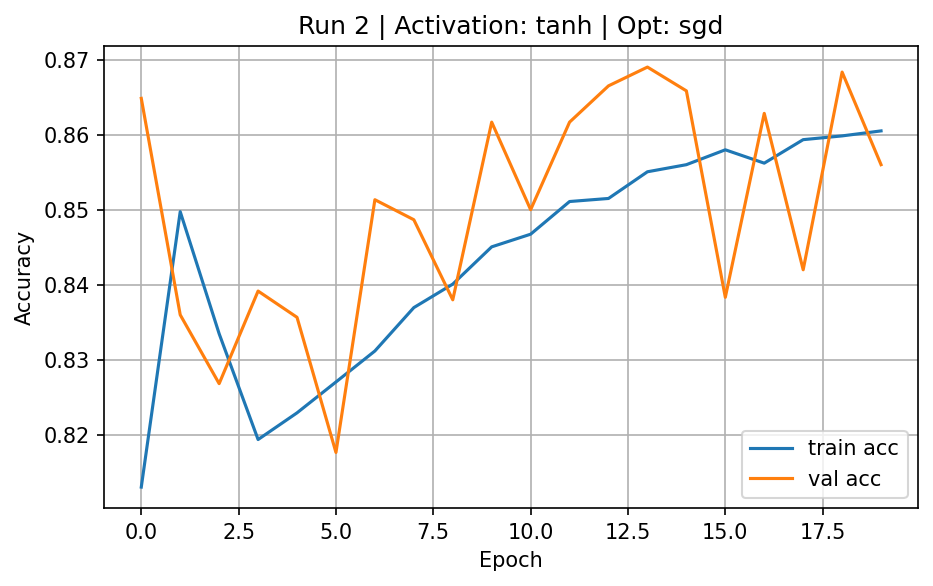 Run 2 | Activation: tanh | Opt: sgd
0.87
0.86
0.85
0.84
0.83
0.82
Accuracy
train acc
val acc
0.0 2.5 5.0 7.5 10.0 12.5 15.0 17.5
Epoch